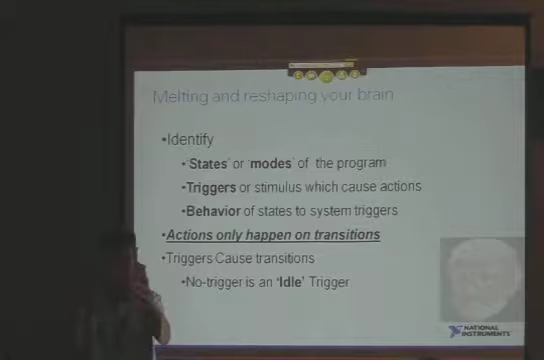 Melting and reshaping your brain
•Identify
•'States' or 'modes' of the program
•Triggers or stimulus which cause actions
•Behavior of states to system triggers
•Actions only happen on transitions
•Triggers Cause transitions
•No-trigger is an 'Idle' Trigger
NATIONAL
INSTRUMENTS